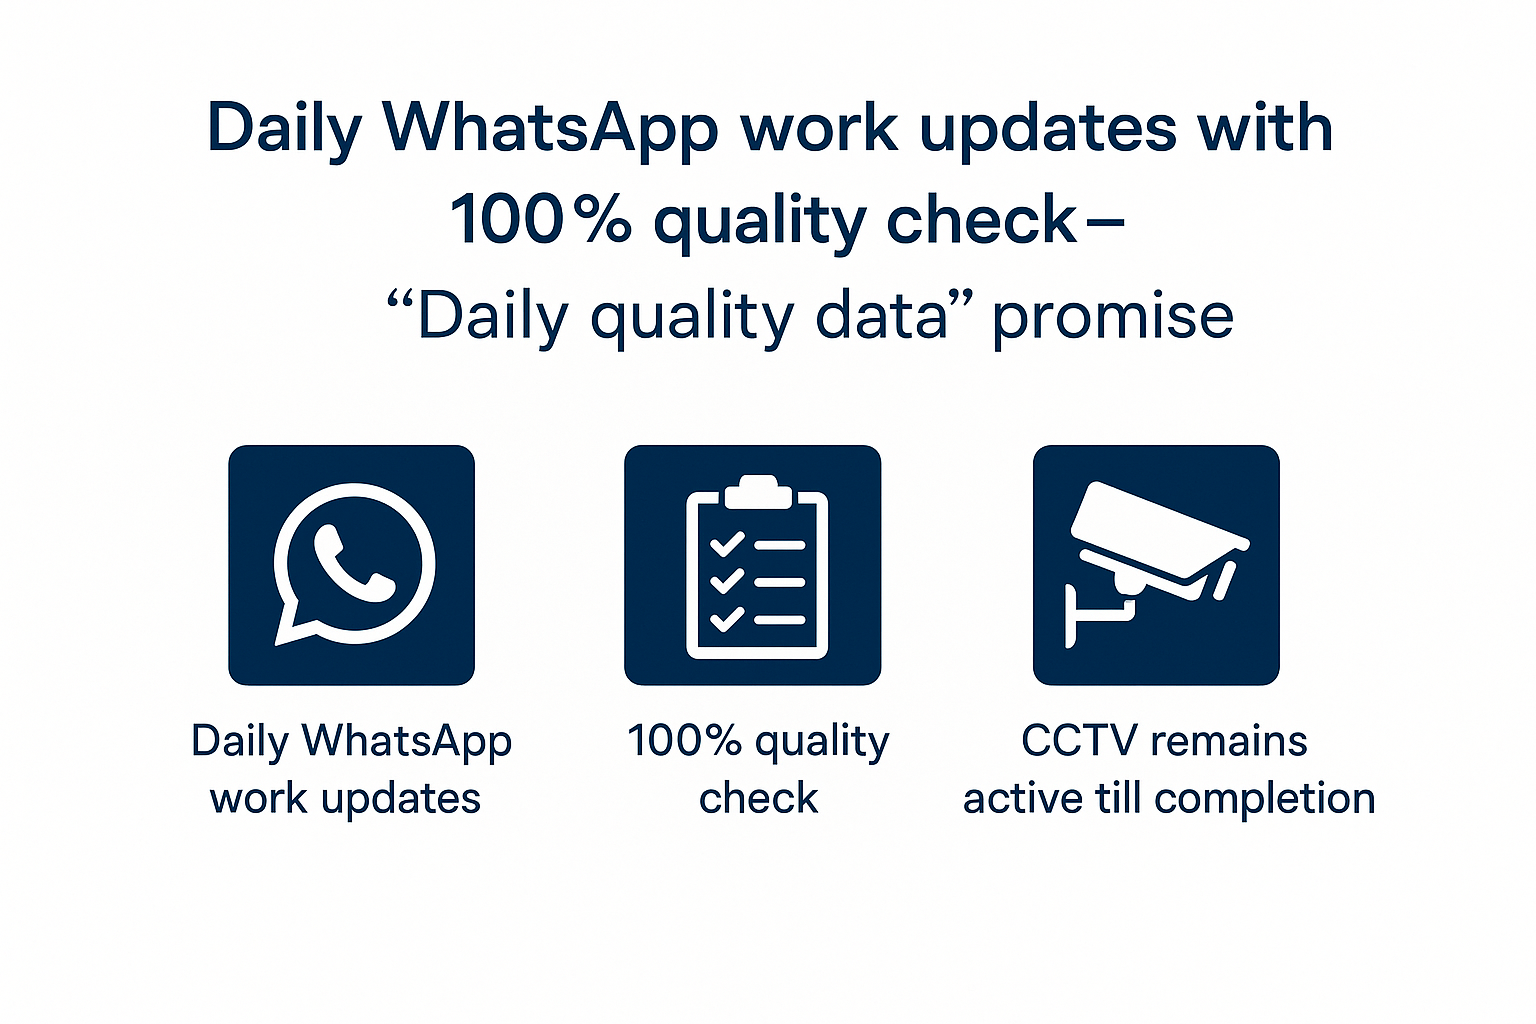 Daily WhatsApp work updates with
100% quality check–
“Daily quality data” promise
Daily WhatsApp
work updates
100% quality
check
CCTV remains
active till completion